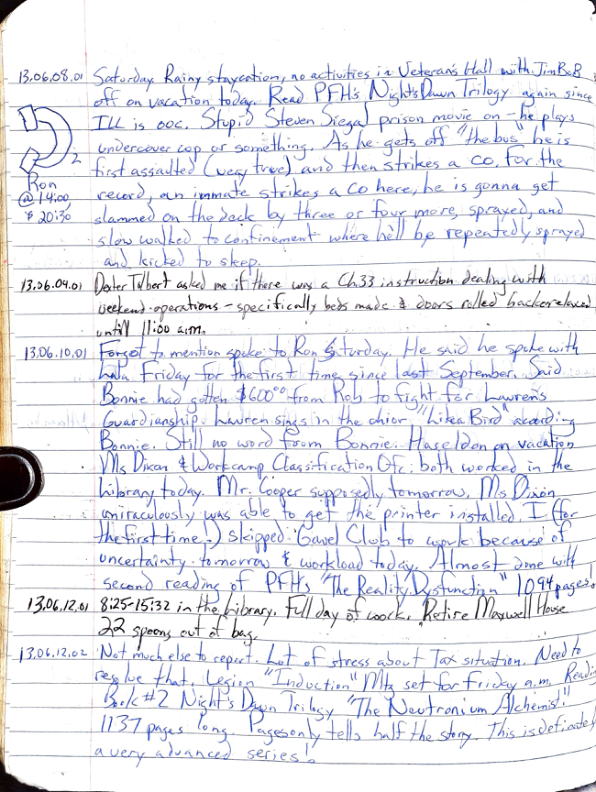 13.06.08.01 Saturday Rainy staycation, no activities in Veteran's Hall with Jim B&B
off on vacation today. Read PFH's Night's Dawn Trilogy again since
ILL is ooc. Stupid Steven Siegal prison movie on - he plays
undercover cop or something. As he gets off "the bus" he is
first assaulted (very true) and then strikes a CO. For the
record, an inmate strikes a CO here, he is gonna get
slammed on the deck by three or four more, sprayed, and
slow walked to confinement where he'll be repeatedly sprayed
and kicked to sleep.
2
Ron
@ 14:00
& 20:30
13.06.09.01 Dexter Talbert asked me if there was a Ch. 33 instruction dealing with
weekend operations - specifically beds made & doors rolled back relaxed
until 11:00 a.m.
13.06.10.01 Forgot to mention spoke to Ron Saturday. He said he spoke with
Friday for the first time since last September. Said
Bonnie had gotten $600.00 from Rob to fight for Lauren's
Guardianship. Lauren sings in the chior "Like a Bird" according
Bonnie. Still no word from Bonnie. Haseldon on vacation
Ms Dixon & Workcamp Classification Ofc. both worked in the
Library today. Mr. Cooper supposedly tomorrow. Ms Dixon
miraculously was able to get the printer installed. I (for
the first time!) skipped Gavel Club to work because of
uncertainty tomorrow & workload today. Almost done with
second reading of PFH's "The Reality Dysfunction" 1094 pages!
13.06.12.01 8:25-15:32 in the Library. Full day of work. Retire Maxwell House
22 spoons out of bag.
13.06.12.02 Not much else to report. Lot of stress about Tax situation. Need to
resolve that. Legion "Induction" Mtg set for Friday a.m. Reading
Book #2 Night's Dawn Trilogy "The Neutronium Alchemist"
1137 pages long. Pages only tells half the story. This is definately
a very advanced series!